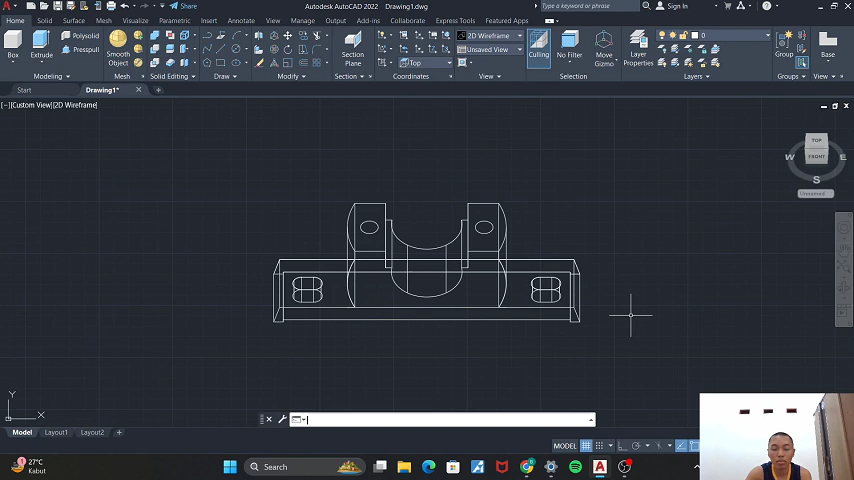 Share
Autodesk AutoCAD 2022 Drawing1.dwg
Type a keyword or phrase
Sign In
Home Solid Surface Mesh Visualize Parametric Insert Annotate View Manage Output Add-ins Collaborate Express Tools Featured Apps
Box
Extrude
Polysolid
Presspull
Smooth
Object
Section
Plane
Top
2D Wireframe
Unsaved View
Culling
No Filter
Move
Gizmo
Layer
Properties
0
Group
Base
Modeling
Mesh
Solid Editing
Draw
Modify
Section
Coordinates
View
Selection
Layers
Groups
View
Start
Drawing1*
[−][Custom View][2D Wireframe]
TOP
FRONT
W
E
S
Unnamed
Y
X
Model Layout1 Layout2
MODEL
27°C
Kabut
1
Search